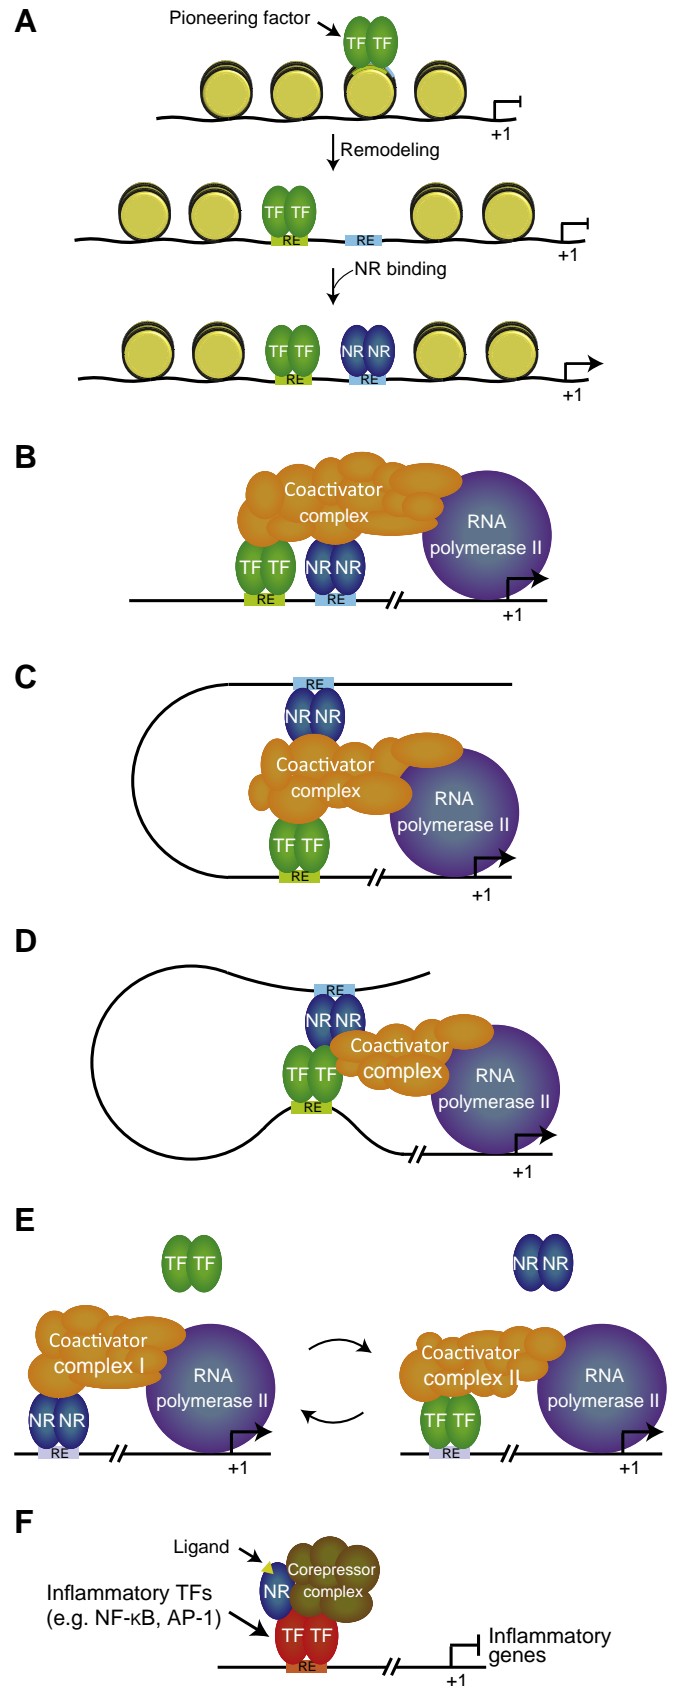 A
Pioneering factor
TF TF
+1
Remodeling
TF TF
RE RE
+1
NR binding
TF TF NR NR
RE RE
+1
B
Coactivator
complex
RNA
polymerase II
TF TF NR NR
RE RE
+1
C
RE
NR NR
Coactivator
complex
RNA
polymerase II
TF TF
RE
+1
D
RE
NR NR
Coactivator
complex
TF TF
RNA
polymerase II
RE
+1
E
TF TF
Coactivator
complex I
RNA
polymerase II
NR NR
RE
+1
NR NR
Coactivator
complex II
RNA
polymerase II
TF TF
RE
+1
F
Ligand
Corepressor
complex
NR
Inflammatory TFs
(e.g. NF-κB, AP-1)
TF TF
RE
+1
Inflammatory
genes